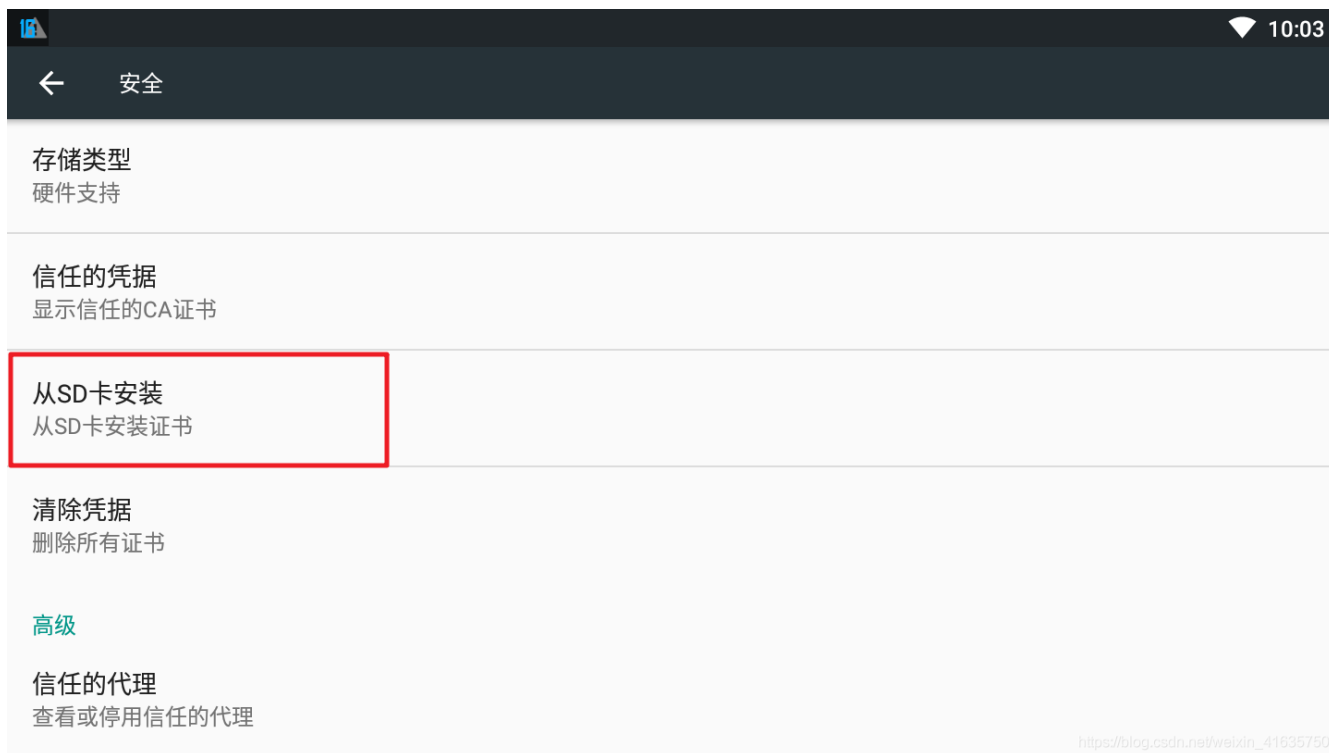 10:03
安全
存储类型
硬件支持
信任的凭据
显示信任的CA证书
从SD卡安装
从SD卡安装证书
清除凭据
删除所有证书
高级
信任的代理
查看或停用信任的代理
https://blog.csdn.net/weixin_41635750